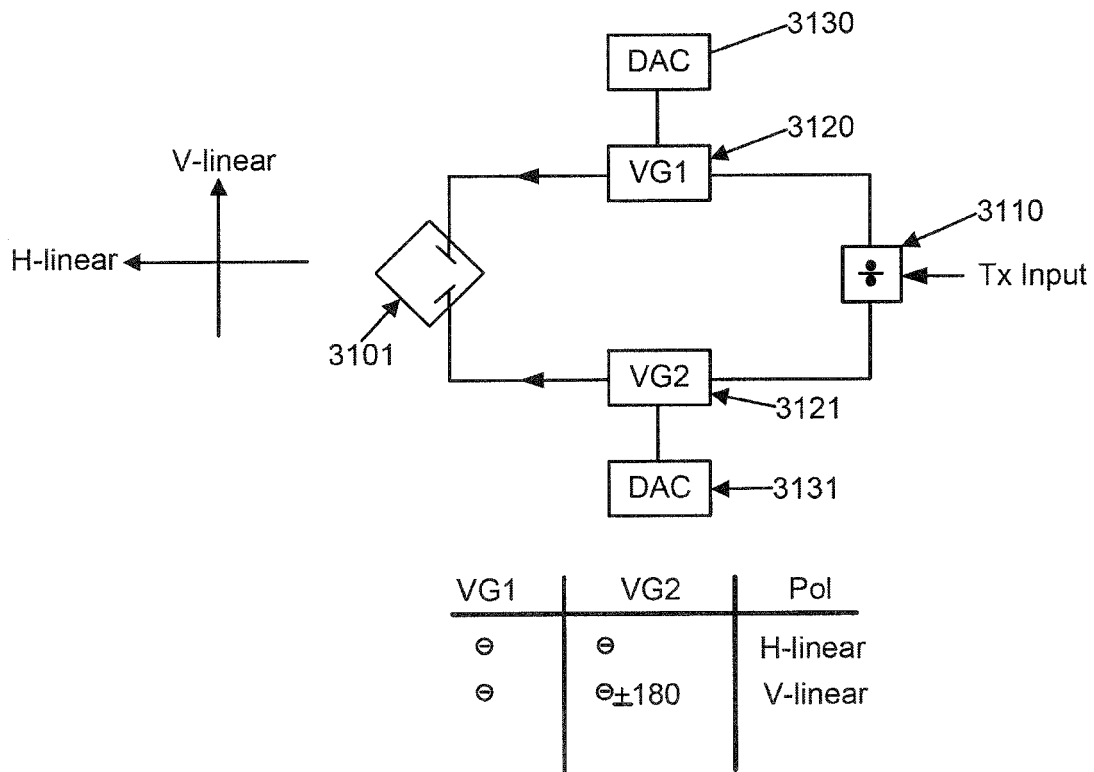 3130
DAC
3120
V-linear
VG1
3110
H-linear
÷
Tx Input
3101
VG2
3121
DAC
3131
VG1 VG2 Pol
Θ Θ H-linear
Θ Θ±180 V-linear